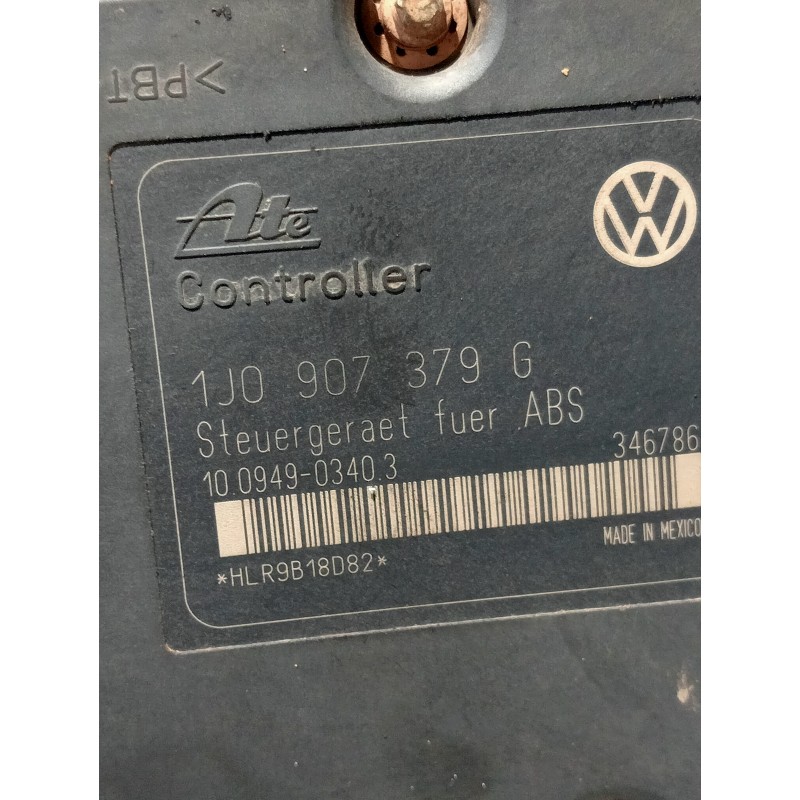 >PBT
Ate
Controller
1J0 907 379 G
Steuergeraet fuer ABS
10.0949-0340.3
346786
MADE IN MEXICO
*HLR9B18D82*